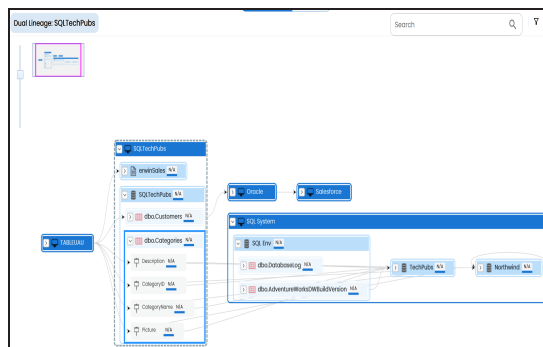 Dual Lineage: SQLTechPubs
Search
SQLTechPubs N/A
erwinSales N/A
SQLTechPubs N/A
dbo.Customers N/A
dbo.Categories N/A
Description N/A
CategoryID N/A
CategoryName N/A
Picture N/A
TABLEUAU
Oracle
Salesforce
SQL System
SQL Env N/A
dbo.DatabaseLog N/A
dbo.AdventureWorksDWBuildVersion N/A
TechPubs N/A
Northwind N/A